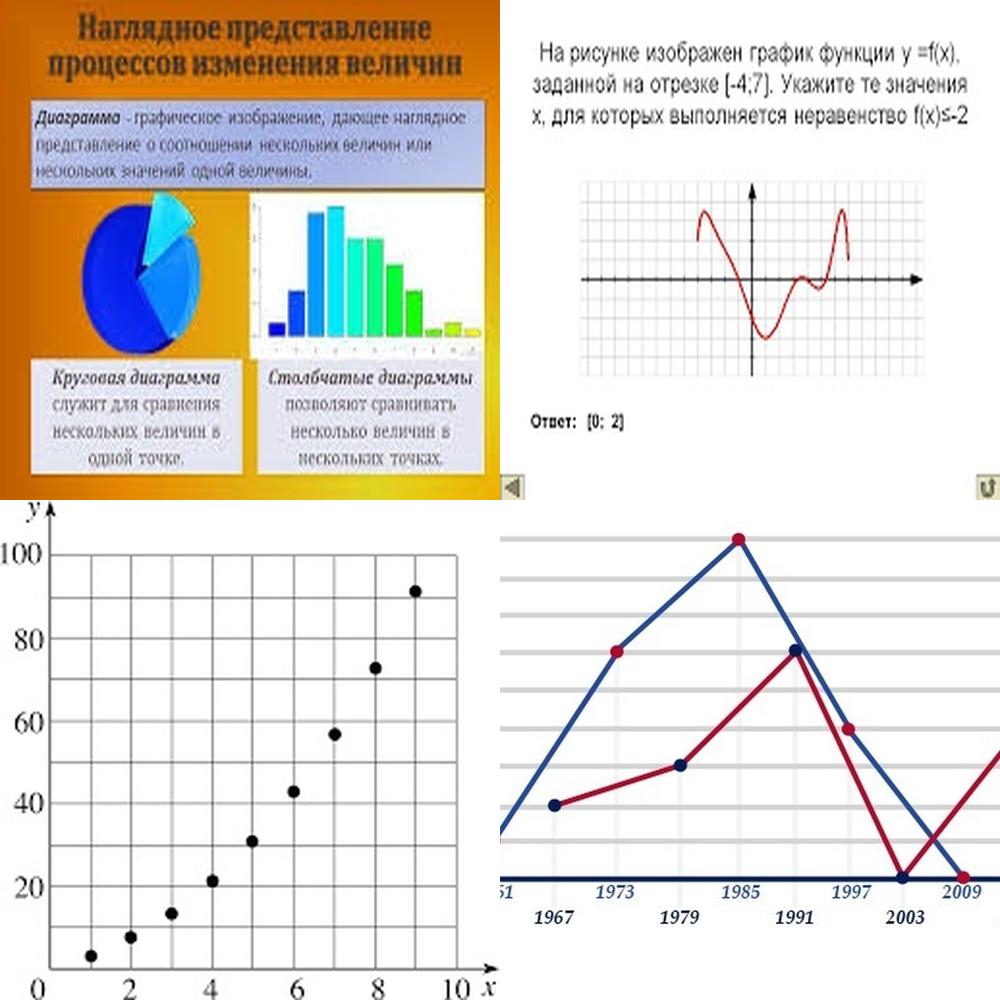 Наглядное представление
процессов изменения величин
Диаграмма - графическое изображение, дающее наглядное
представление о соотношении нескольких величин или
нескольких значений одной величины.
Круговая диаграмма
служит для сравнения
нескольких величин в
одной точке.
Столбчатые диаграммы
позволяют сравнивать
несколько величин в
нескольких точках.
На рисунке изображен график функции y =f(x),
заданной на отрезке [-4;7]. Укажите те значения
x, для которых выполняется неравенство f(x)≤-2
Ответ: [0; 2]
y
100
80
60
40
20
0 2 4 6 8 10 x
51 1973 1985 1997 2009
1967 1979 1991 2003